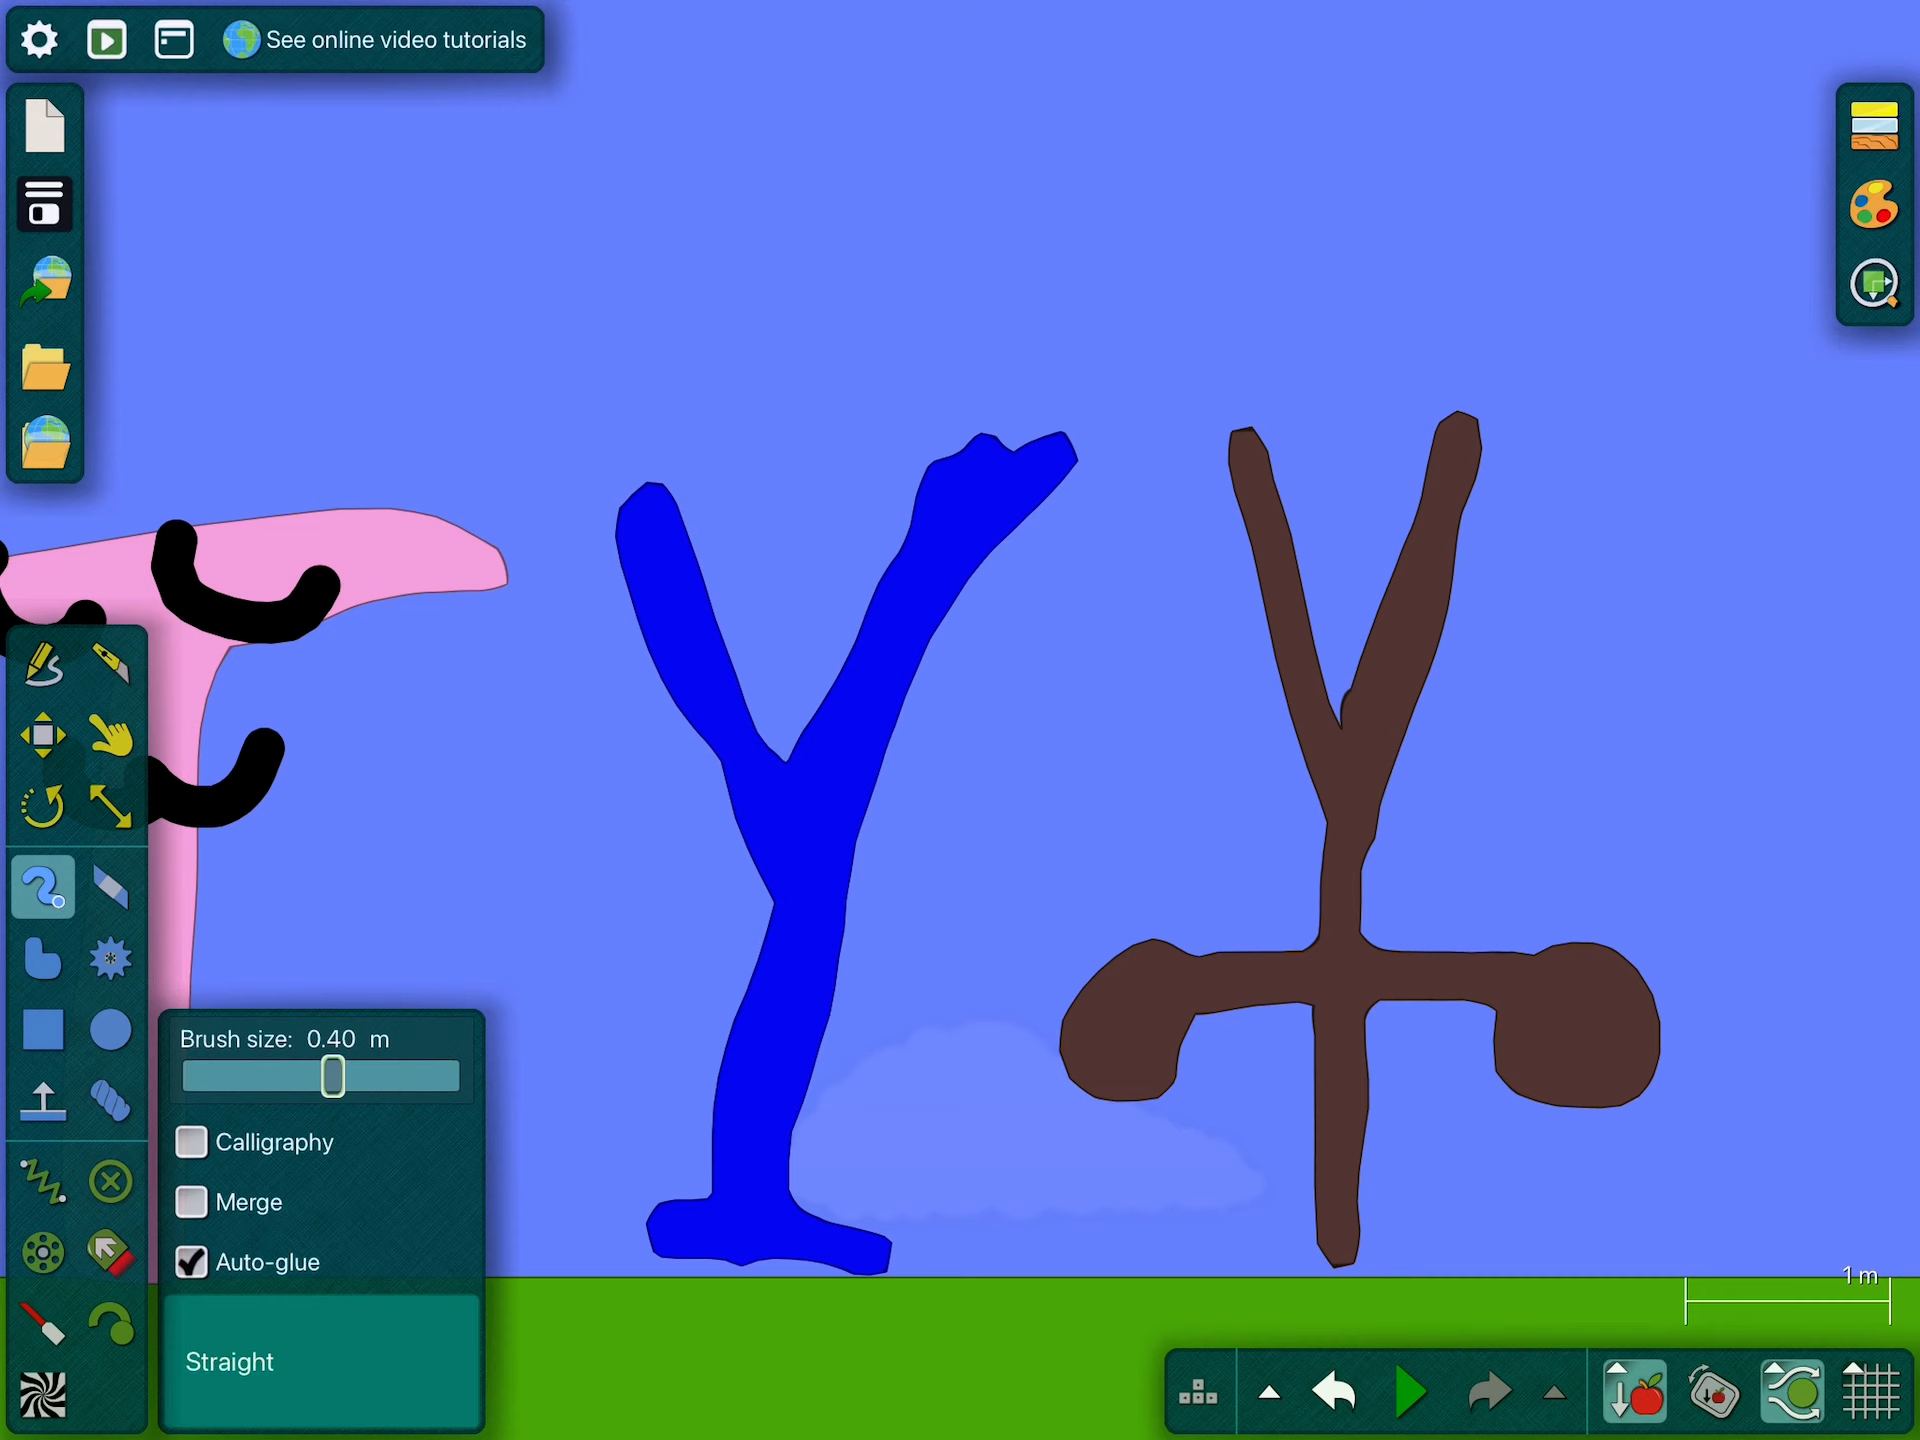 See online video tutorials
Brush size: 0.40 m
Calligraphy
Merge
Auto-glue
Straight
1 m